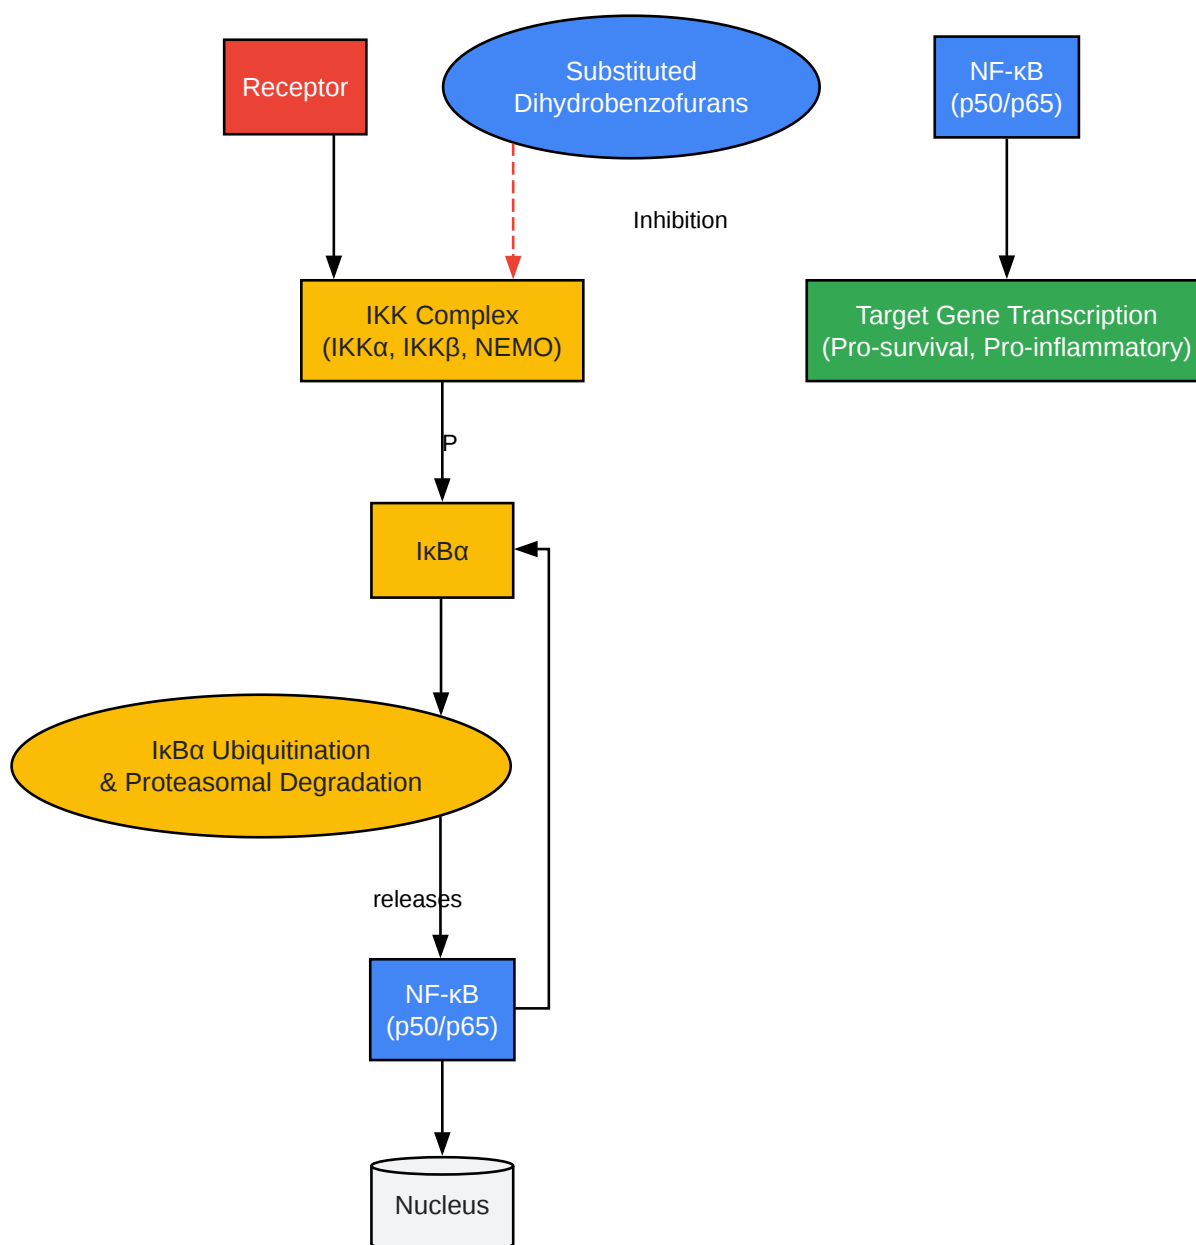 Receptor
Substituted
Dihydrobenzofurans
NF-κB
(p50/p65)
Inhibition
IKK Complex
(IKKα, IKKβ, NEMO)
Target Gene Transcription
(Pro-survival, Pro-inflammatory)
P
IκBα
IκBα Ubiquitination
& Proteasomal Degradation
releases
NF-κB
(p50/p65)
Nucleus